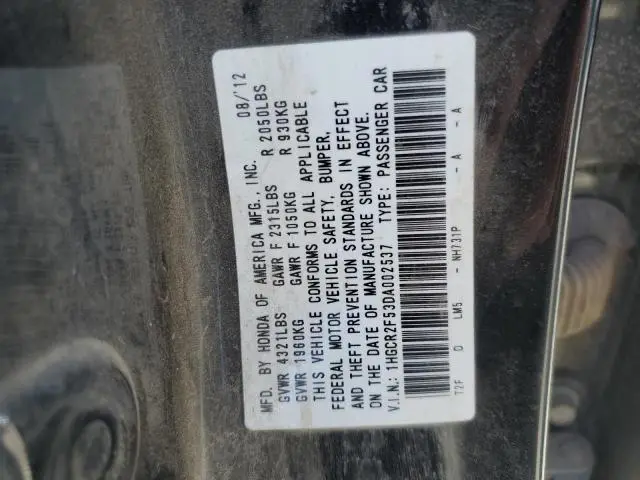 MFD. BY HONDA OF AMERICA MFG., INC. 08/'12
GVWR 4321LBS GAWR F 2315LBS R 2050LBS
GVWR 1960KG GAWR F 1050KG R 930KG
THIS VEHICLE CONFORMS TO ALL APPLICABLE
FEDERAL MOTOR VEHICLE SAFETY, BUMPER,
AND THEFT PREVENTION STANDARDS IN EFFECT
ON THE DATE OF MANUFACTURE SHOWN ABOVE.
V.I.N.: 1HGCR2F53DA002537 TYPE: PASSENGER CAR
T2F D LM5 - NH731P - A - A